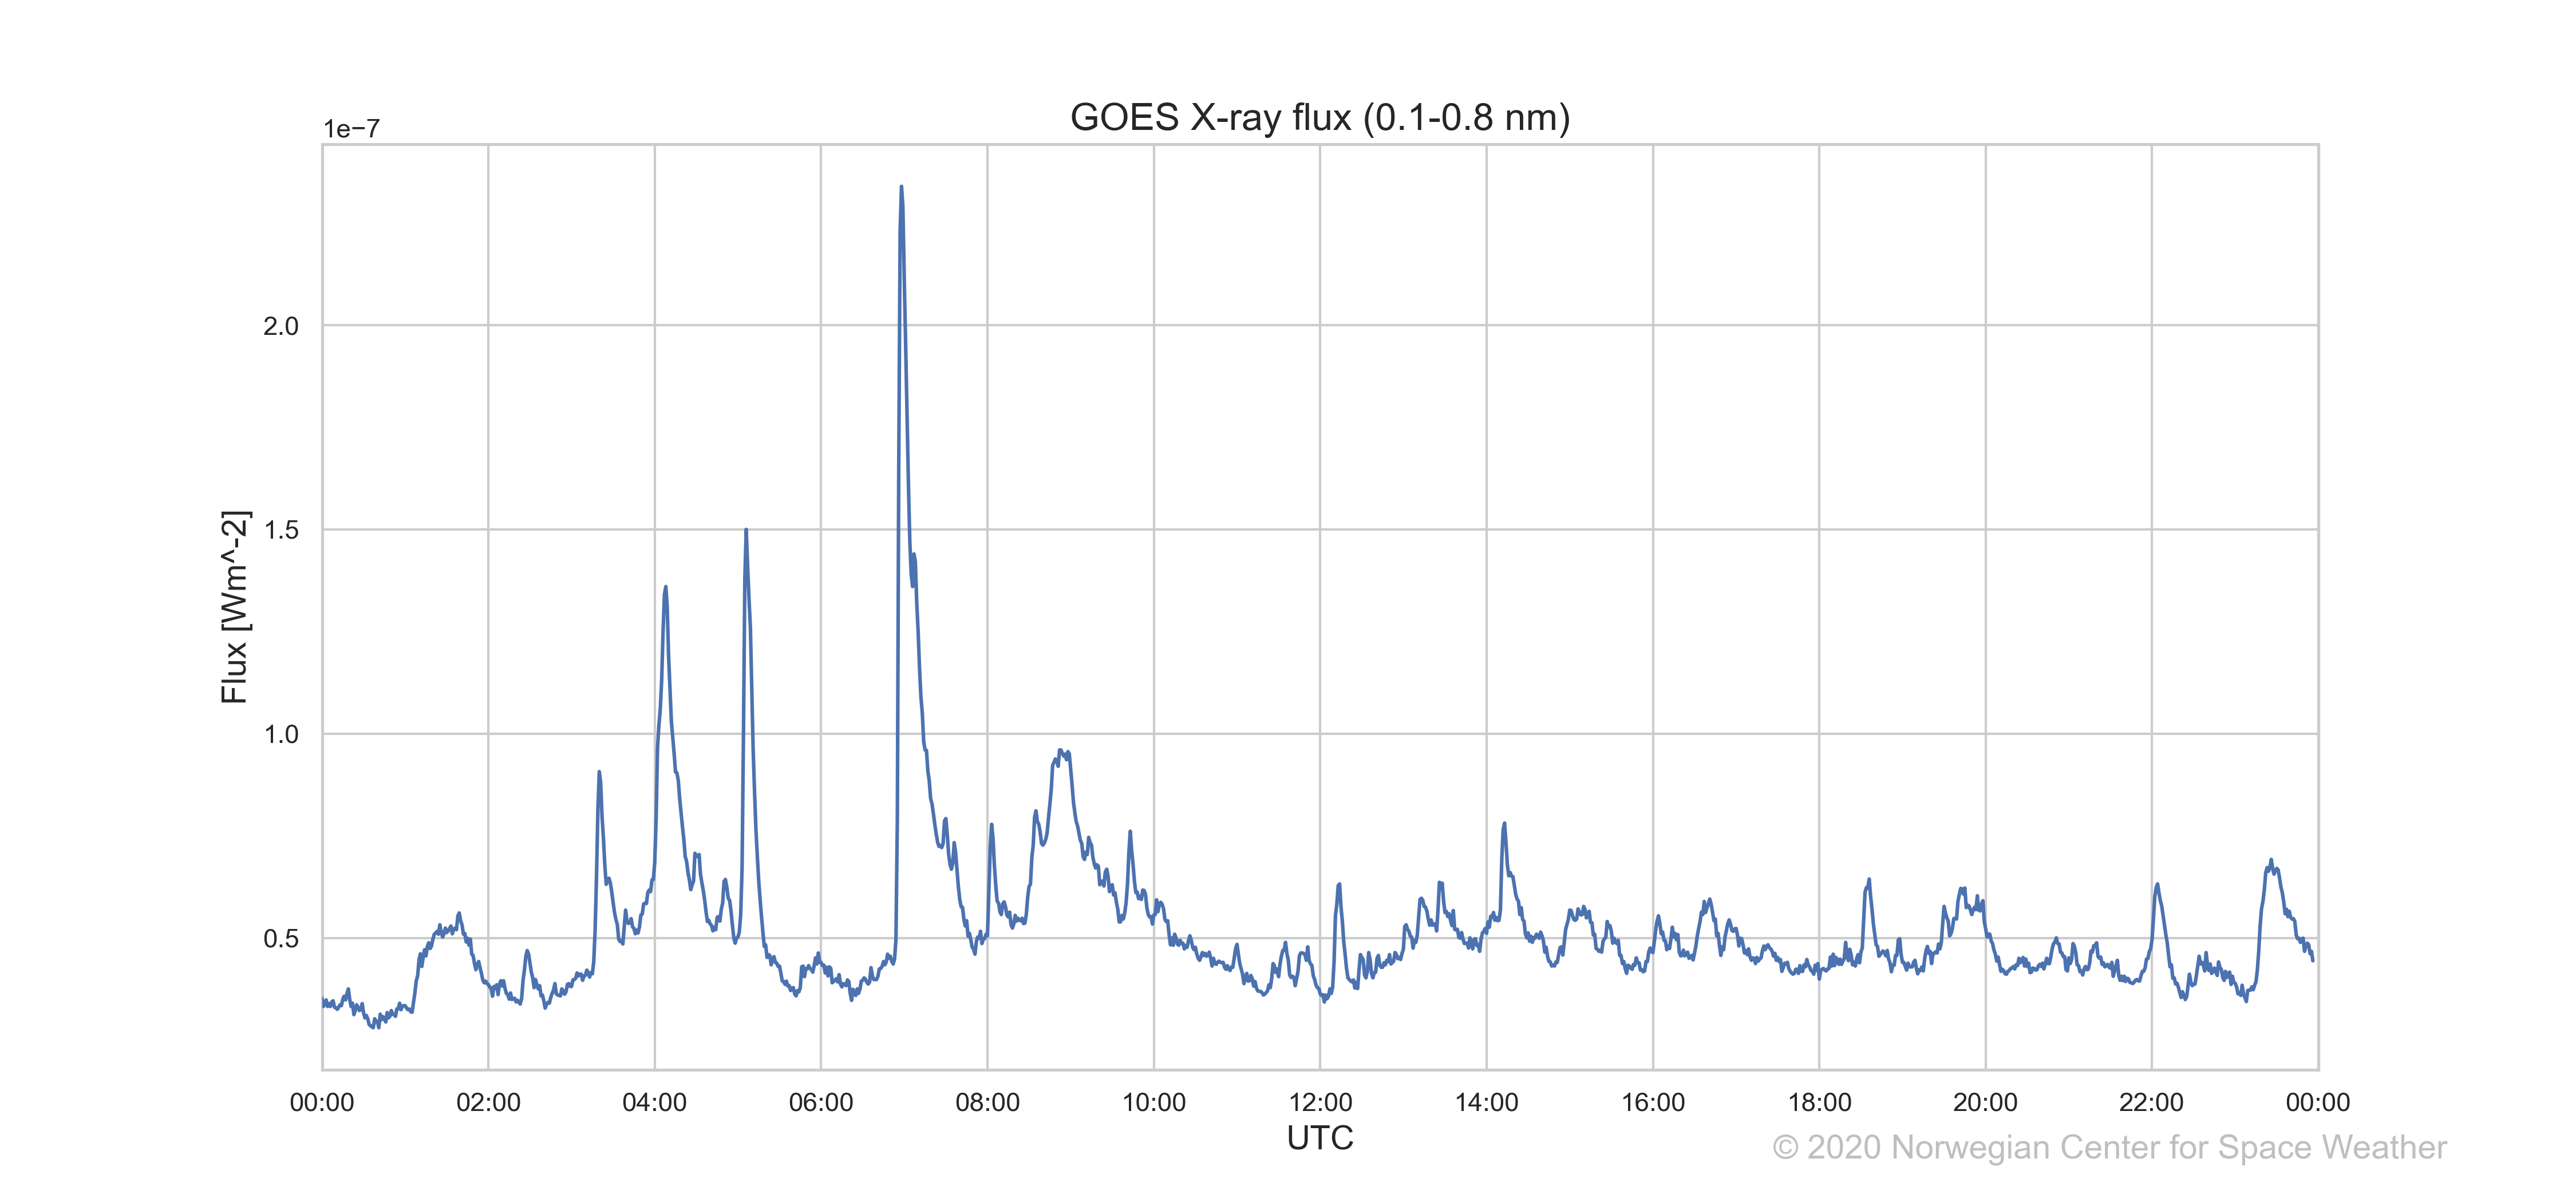 GOES X-ray flux (0.1-0.8 nm)
1e−7
2.0
1.5
1.0
0.5
Flux [Wm^-2]
00:00 02:00 04:00 06:00 08:00 10:00 12:00 14:00 16:00 18:00 20:00 22:00 00:00
UTC
© 2020 Norwegian Center for Space Weather